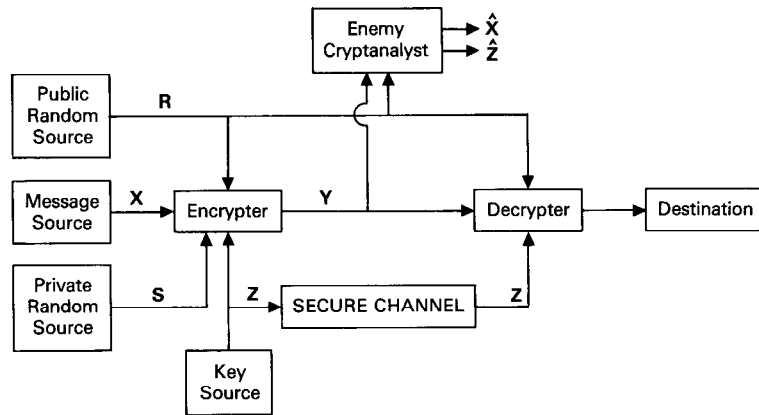 Enemy
Cryptanalyst
X̂
Ẑ
Public
Random
Source
R
Message
Source
X
Encrypter
Y
Decrypter
Destination
Private
Random
Source
S
Z
SECURE CHANNEL
Z
Key
Source